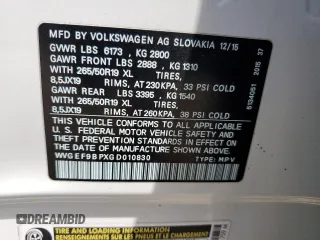 MFD BY VOLKSWAGEN AG SLOVAKIA 12/15
GVWR LBS 6173 , KG 2800
GAWR FRONT LBS 2888 , KG 1310
WITH 265/50R19 XL TIRES,
8,5JX19 RIMS, AT 230KPA, 33 PSI COLD
GAWR REAR LBS 3395 , KG 1540
WITH 265/50R19 XL TIRES,
8,5JX19 RIMS, AT 260KPA, 38 PSI COLD
THIS VEHICLE CONFORMS TO ALL APPLICABLE
U.S. FEDERAL MOTOR VEHICLE SAFETY, BUMPER, AND
THEFT PREVENTION STANDARDS IN EFFECT ON THE
DATE OF MANUFACTURE SHOWN ABOVE.
WVGEF9BPXGD010830 TYPE: MPV
5134051 2015 37
TIRE AND LOADING INFORMATION